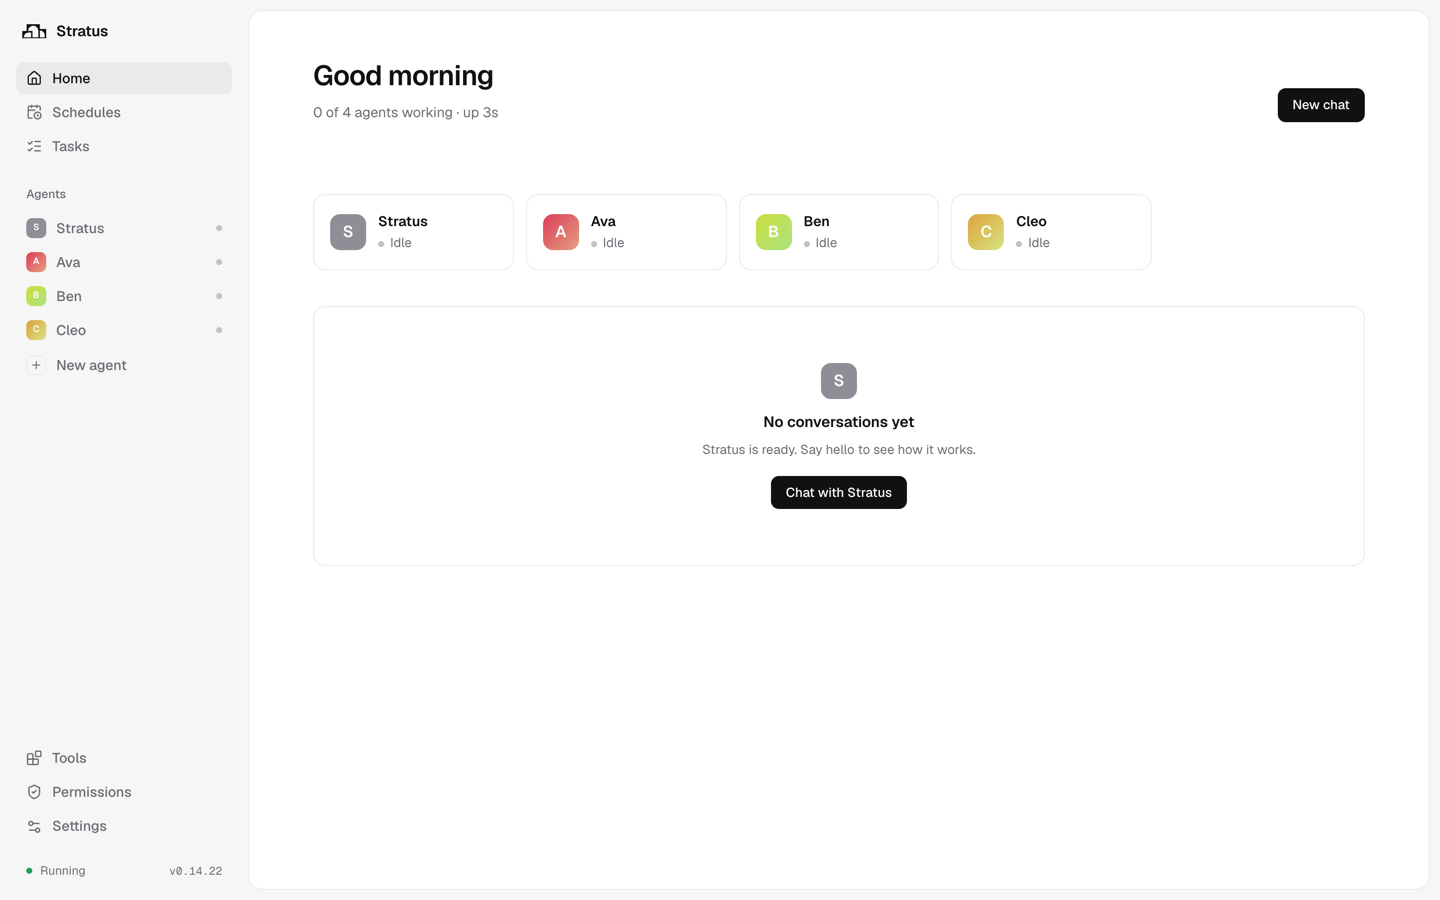 Stratus
Home
Schedules
Tasks
Agents
S Stratus
A Ava
B Ben
C Cleo
+ New agent
Tools
Permissions
Settings
Running v0.14.22
Good morning
0 of 4 agents working · up 3s
New chat
S
Stratus
Idle
A
Ava
Idle
B
Ben
Idle
C
Cleo
Idle
S
No conversations yet
Stratus is ready. Say hello to see how it works.
Chat with Stratus